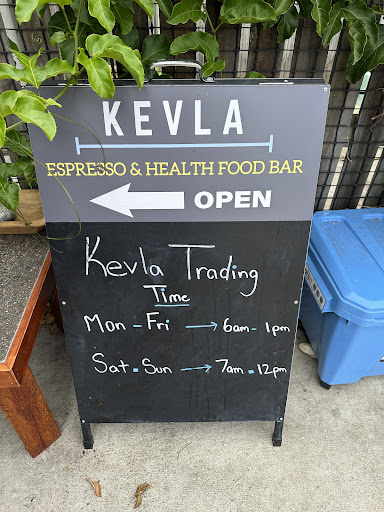 KEVLA
ESPRESSO & HEALTH FOOD BAR
OPEN
Kevla Trading
Time
Mon - Fri → 6am - 1pm
Sat - Sun → 7am - 12pm